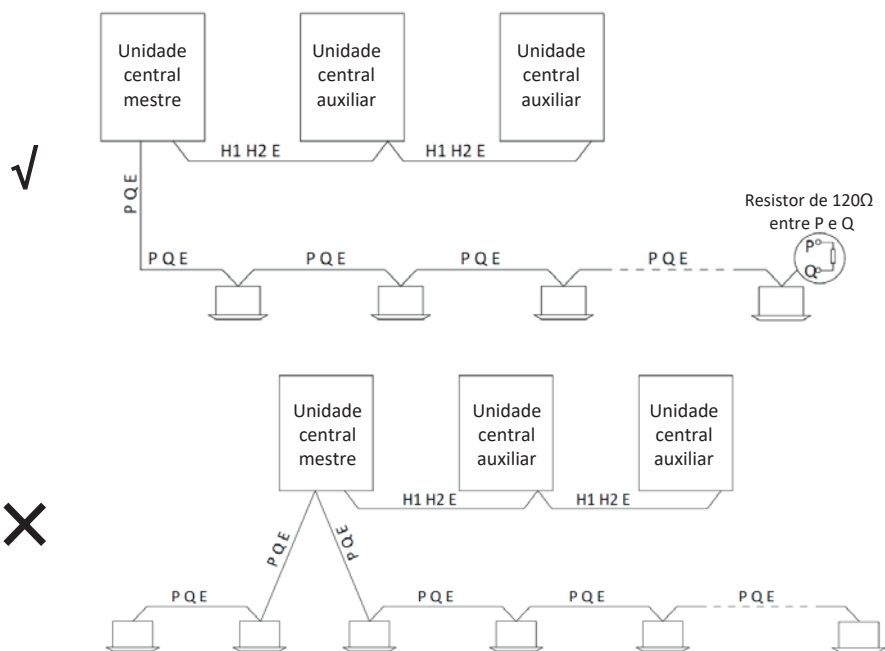 Unidade
central
mestre
Unidade
central
auxiliar
Unidade
central
auxiliar
H1 H2 E
H1 H2 E
√
P Q E
Resistor de 120Ω
entre P e Q
P
Q
P Q E
P Q E
P Q E
P Q E
Unidade
central
mestre
Unidade
central
auxiliar
Unidade
central
auxiliar
H1 H2 E
H1 H2 E
×
P Q E
P Q E
P Q E
P Q E
P Q E
P Q E